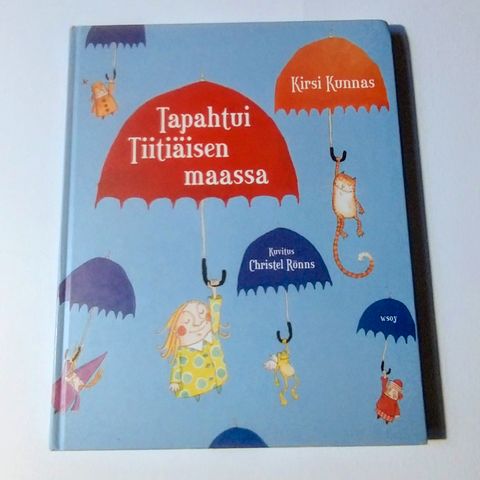 Kirsi Kunnas
Tapahtui
Tiitiäisen
maassa
Kuvitus
Christel Rönns
WSOY